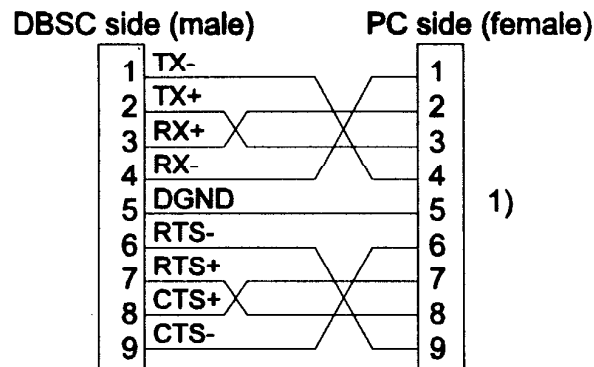 DBSC side (male) PC side (female)
1 TX- 1
2 TX+ 2
3 RX+ 3
4 RX- 4
5 DGND 5 1)
6 RTS- 6
7 RTS+ 7
8 CTS+ 8
9 CTS- 9